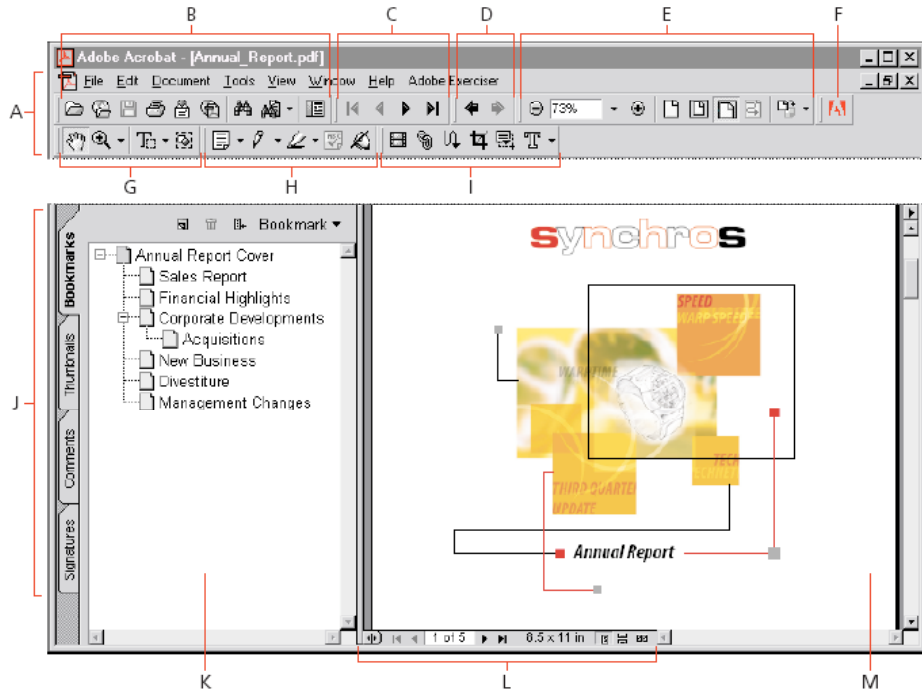 B C D E F
Adobe Acrobat - [Annual_Report.pdf]
A
File Edit Document Tools View Window Help Adobe Exerciser
73%
G H I
Bookmark
synchros
Bookmarks
Thumbnails
Comments
Signatures
J
Annual Report Cover
Sales Report
Financial Highlights
Corporate Developments
Acquisitions
New Business
Divestiture
Management Changes
SPEED
WARP SPEED
WARPTIME
TECH
THIRD QUARTER
UPDATE
Annual Report
1 of 5 8.5 x 11 in
K L M